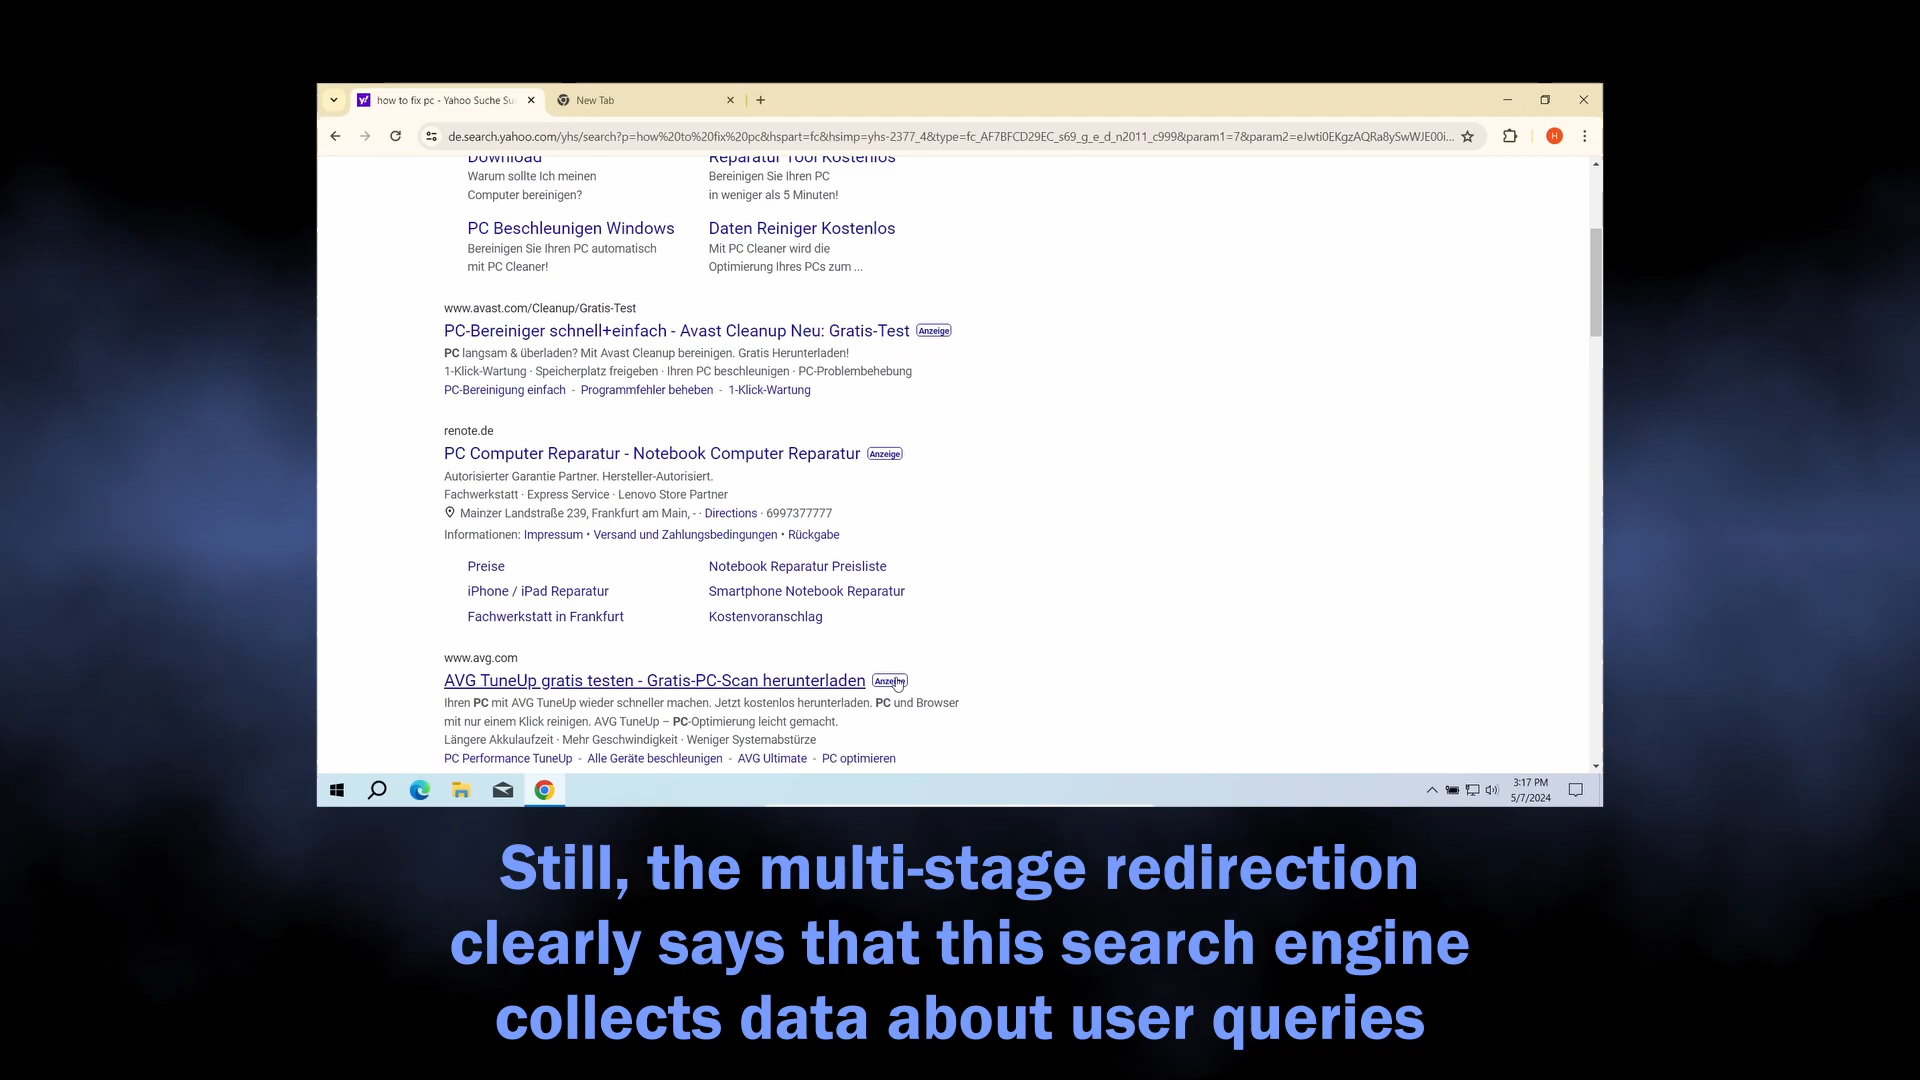 how to fix pc - Yahoo Suche Su
New Tab
de.search.yahoo.com/yhs/search?p=how%20to%20fix%20pc&hspart=fc&hsimp=yhs-2377_4&type=fc_AF7BFCD29EC_s69_g_e_d_n2011_c999&param1=7&param2=eJwti0EKgzAQRa8ySwWJE00i...
H
Download Reparatur Tool Kostenlos
Warum sollte Ich meinen Bereinigen Sie Ihren PC
Computer bereinigen? in weniger als 5 Minuten!
PC Beschleunigen Windows Daten Reiniger Kostenlos
Bereinigen Sie Ihren PC automatisch Mit PC Cleaner wird die
mit PC Cleaner! Optimierung Ihres PCs zum ...
www.avast.com/Cleanup/Gratis-Test
PC-Bereiniger schnell+einfach - Avast Cleanup Neu: Gratis-Test Anzeige
PC langsam & überladen? Mit Avast Cleanup bereinigen. Gratis Herunterladen!
1-Klick-Wartung · Speicherplatz freigeben · Ihren PC beschleunigen · PC-Problembehebung
PC-Bereinigung einfach - Programmfehler beheben - 1-Klick-Wartung
renote.de
PC Computer Reparatur - Notebook Computer Reparatur Anzeige
Autorisierter Garantie Partner. Hersteller-Autorisiert.
Fachwerkstatt · Express Service · Lenovo Store Partner
Mainzer Landstraße 239, Frankfurt am Main, - · Directions · 6997377777
Informationen: Impressum • Versand und Zahlungsbedingungen • Rückgabe
Preise Notebook Reparatur Preisliste
iPhone / iPad Reparatur Smartphone Notebook Reparatur
Fachwerkstatt in Frankfurt Kostenvoranschlag
www.avg.com
AVG TuneUp gratis testen - Gratis-PC-Scan herunterladen Anzeige
Ihren PC mit AVG TuneUp wieder schneller machen. Jetzt kostenlos herunterladen. PC und Browser
mit nur einem Klick reinigen. AVG TuneUp – PC-Optimierung leicht gemacht.
Längere Akkulaufzeit · Mehr Geschwindigkeit · Weniger Systemabstürze
PC Performance TuneUp - Alle Geräte beschleunigen - AVG Ultimate - PC optimieren
3:17 PM
5/7/2024
Still, the multi-stage redirection
clearly says that this search engine
collects data about user queries